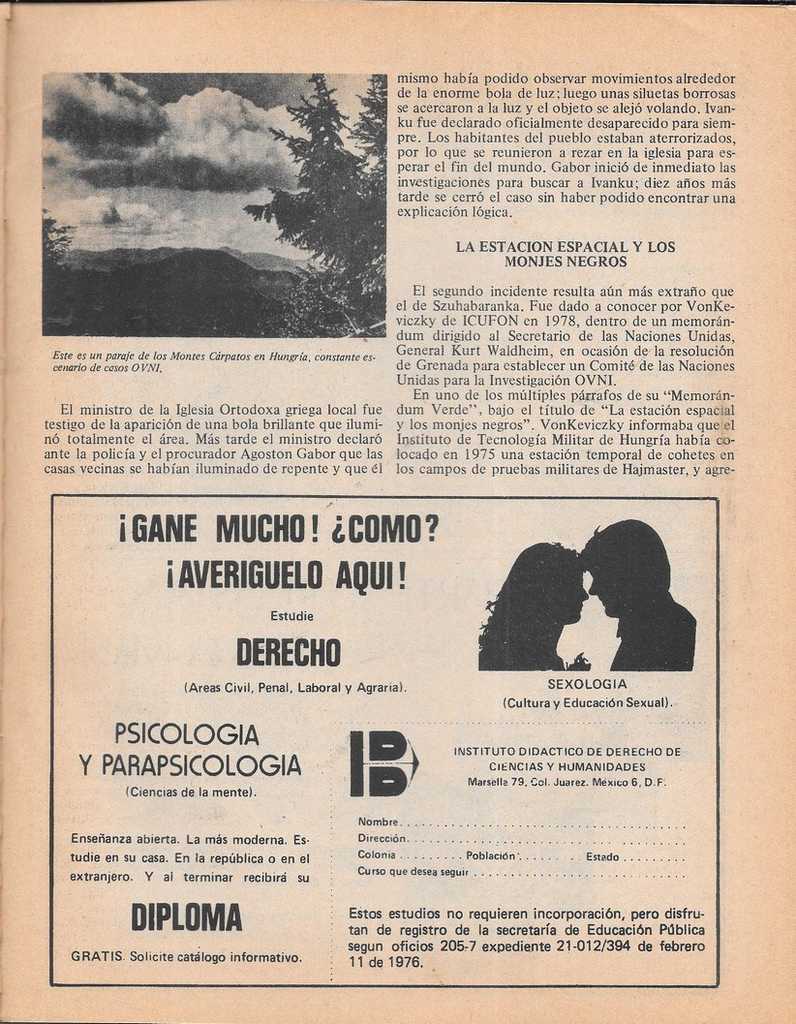 Este es un paraje de los Montes Cárpatos en Hungría, constante es-
cenario de casos OVNI.
El ministro de la Iglesia Ortodoxa griega local fue
testigo de la aparición de una bola brillante que ilumi-
nó totalmente el área. Más tarde el ministro declaró
ante la policía y el procurador Agoston Gabor que las
casas vecinas se habían iluminado de repente y que él
mismo había podido observar movimientos alrededor
de la enorme bola de luz; luego unas siluetas borrosas
se acercaron a la luz y el objeto se alejó volando. Ivan-
ku fue declarado oficialmente desaparecido para siem-
pre. Los habitantes del pueblo estaban aterrorizados,
por lo que se reunieron a rezar en la iglesia para es-
perar el fin del mundo. Gabor inició de inmediato las
investigaciones para buscar a Ivanku; diez años más
tarde se cerró el caso sin haber podido encontrar una
explicación lógica.
LA ESTACION ESPACIAL Y LOS
MONJES NEGROS
El segundo incidente resulta aún más extraño que
el de Szuhabaranka. Fue dado a conocer por VonKe-
viczky de ICUFON en 1978, dentro de un memorán-
dum dirigido al Secretario de las Naciones Unidas,
General Kurt Waldheim, en ocasión de la resolución
de Grenada para establecer un Comité de las Naciones
Unidas para la Investigación OVNI.
En uno de los múltiples párrafos de su "Memorán-
dum Verde", bajo el título de "La estación espacial
y los monjes negros". VonKeviczky informaba que el
Instituto de Tecnología Militar de Hungría había co-
locado en 1975 una estación temporal de cohetes en
los campos de pruebas militares de Hajmaster, y agre-
¡GANE MUCHO! ¿COMO?
¡AVERIGUELO AQUI!
Estudie
DERECHO
(Areas Civil, Penal, Laboral y Agraria).
SEXOLOGIA
(Cultura y Educación Sexual).
PSICOLOGIA
Y PARAPSICOLOGIA
(Ciencias de la mente).
Enseñanza abierta. La más moderna. Es-
tudie en su casa. En la república o en el
extranjero. Y al terminar recibirá su
DIPLOMA
GRATIS. Solicite catálogo informativo.
INSTITUTO DIDACTICO DE DERECHO DE
CIENCIAS Y HUMANIDADES
Marsella 79, Col. Juarez. México 6, D.F.
Nombre. . . . . . . . . . . . . . . . . . . . . . . . . . . . . .
Dirección. . . . . . . . . . . . . . . . . . . . . . . . . . . . .
Colonia . . . . . . . . . Población . . . . . . . . Estado . . . . . . . . .
Curso que desea seguir . . . . . . . . . . . . . . . . . . . . . .
Estos estudios no requieren incorporación, pero disfru-
tan de registro de la secretaría de Educación Pública
segun oficios 205-7 expediente 21-012/394 de febrero
11 de 1976.